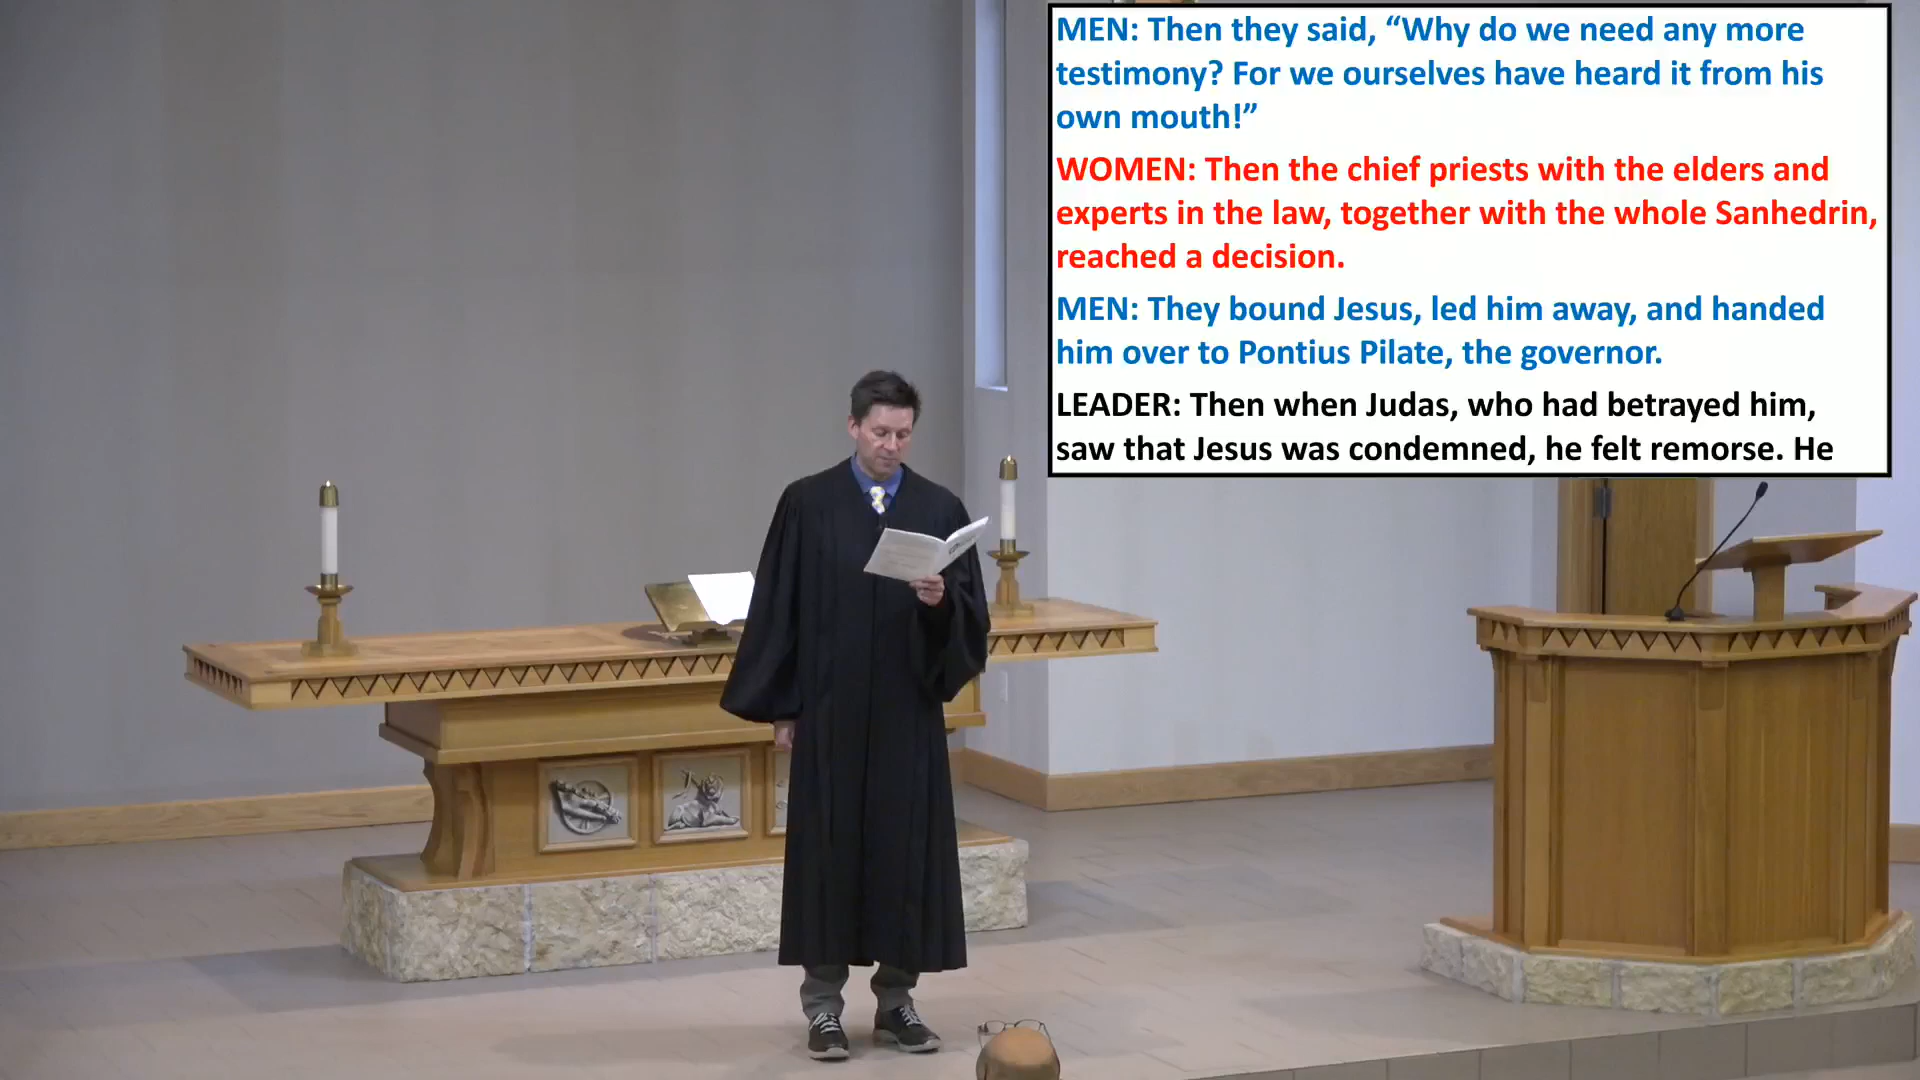 MEN: Then they said, “Why do we need any more
testimony? For we ourselves have heard it from his
own mouth!”
WOMEN: Then the chief priests with the elders and
experts in the law, together with the whole Sanhedrin,
reached a decision.
MEN: They bound Jesus, led him away, and handed
him over to Pontius Pilate, the governor.
LEADER: Then when Judas, who had betrayed him,
saw that Jesus was condemned, he felt remorse. He